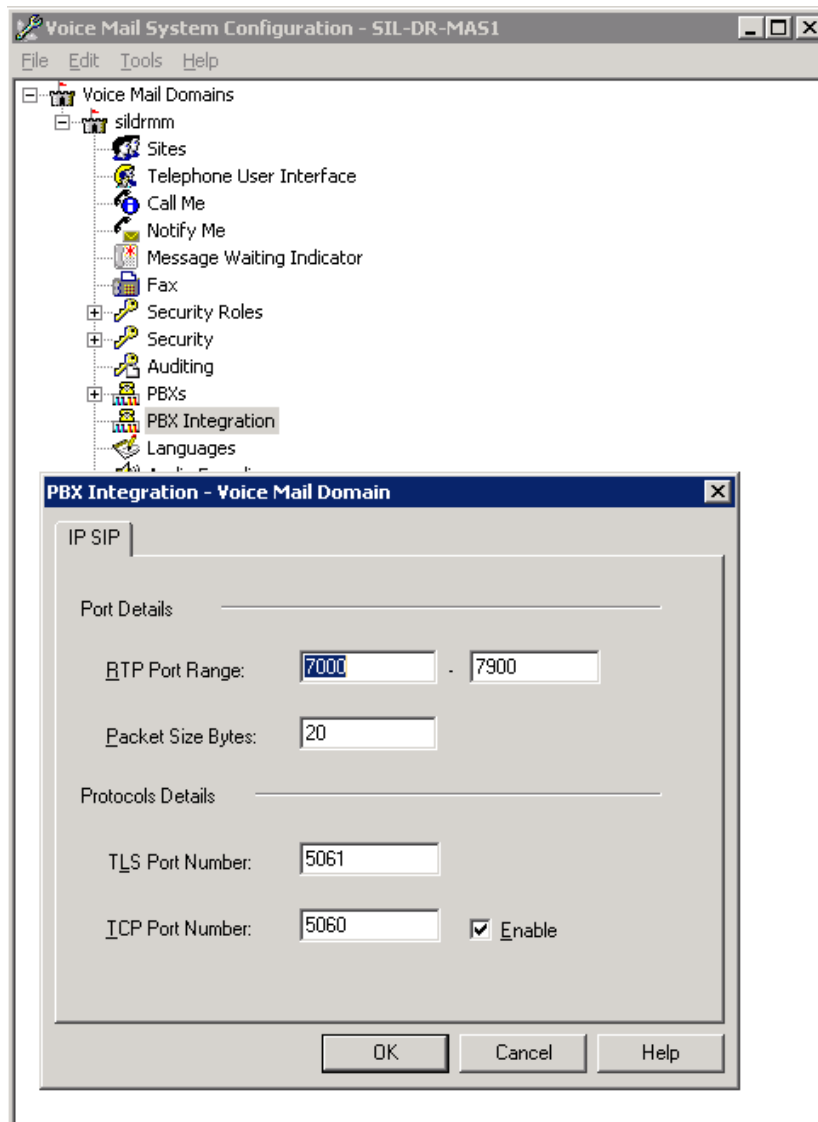 Voice Mail System Configuration - SIL-DR-MAS1
File Edit Tools Help
Voice Mail Domains
sildrmm
Sites
Telephone User Interface
Call Me
Notify Me
Message Waiting Indicator
Fax
Security Roles
Security
Auditing
PBXs
PBX Integration
Languages
PBX Integration - Voice Mail Domain
IP SIP
Port Details
RTP Port Range: 7000 - 7900
Packet Size Bytes: 20
Protocols Details
TLS Port Number: 5061
TCP Port Number: 5060 Enable
OK Cancel Help